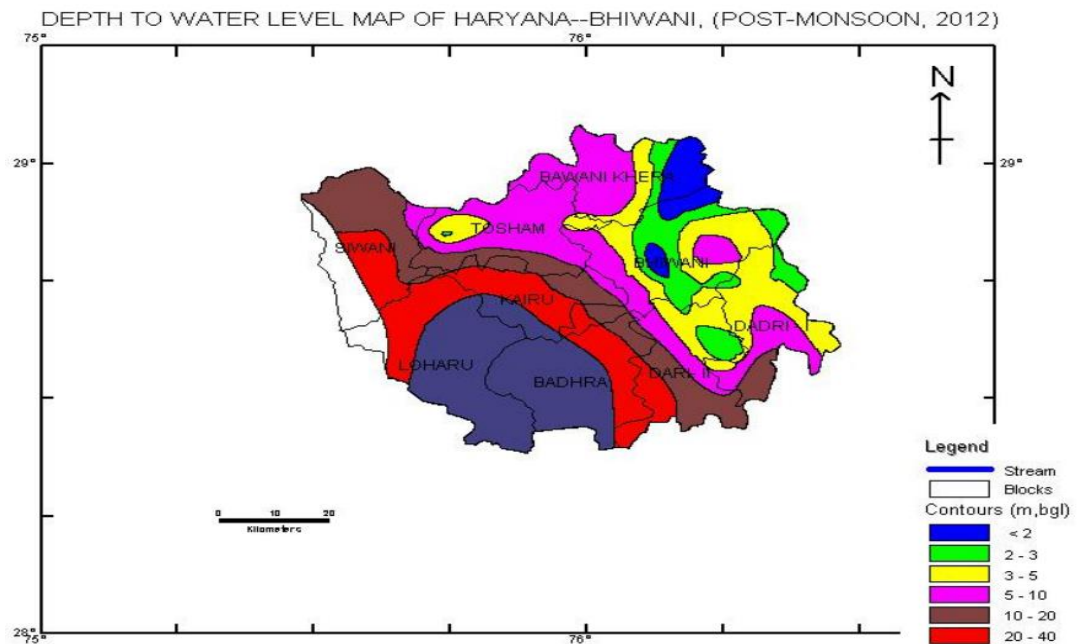 DEPTH TO WATER LEVEL MAP OF HARYANA--BHIWANI, (POST-MONSOON, 2012)
75° 76°
N
29° 29°
BAWANI KHERA
TOSHAM
SIWANI
BHIWANI
KAIRU
DADRI - I
LOHARU
BADHRA
DARI- II
Legend
Stream
Blocks
Contours (m,bgl)
< 2
2 - 3
3 - 5
5 - 10
10 - 20
20 - 40
0 10 20
Kilometers
28°
75° 76°